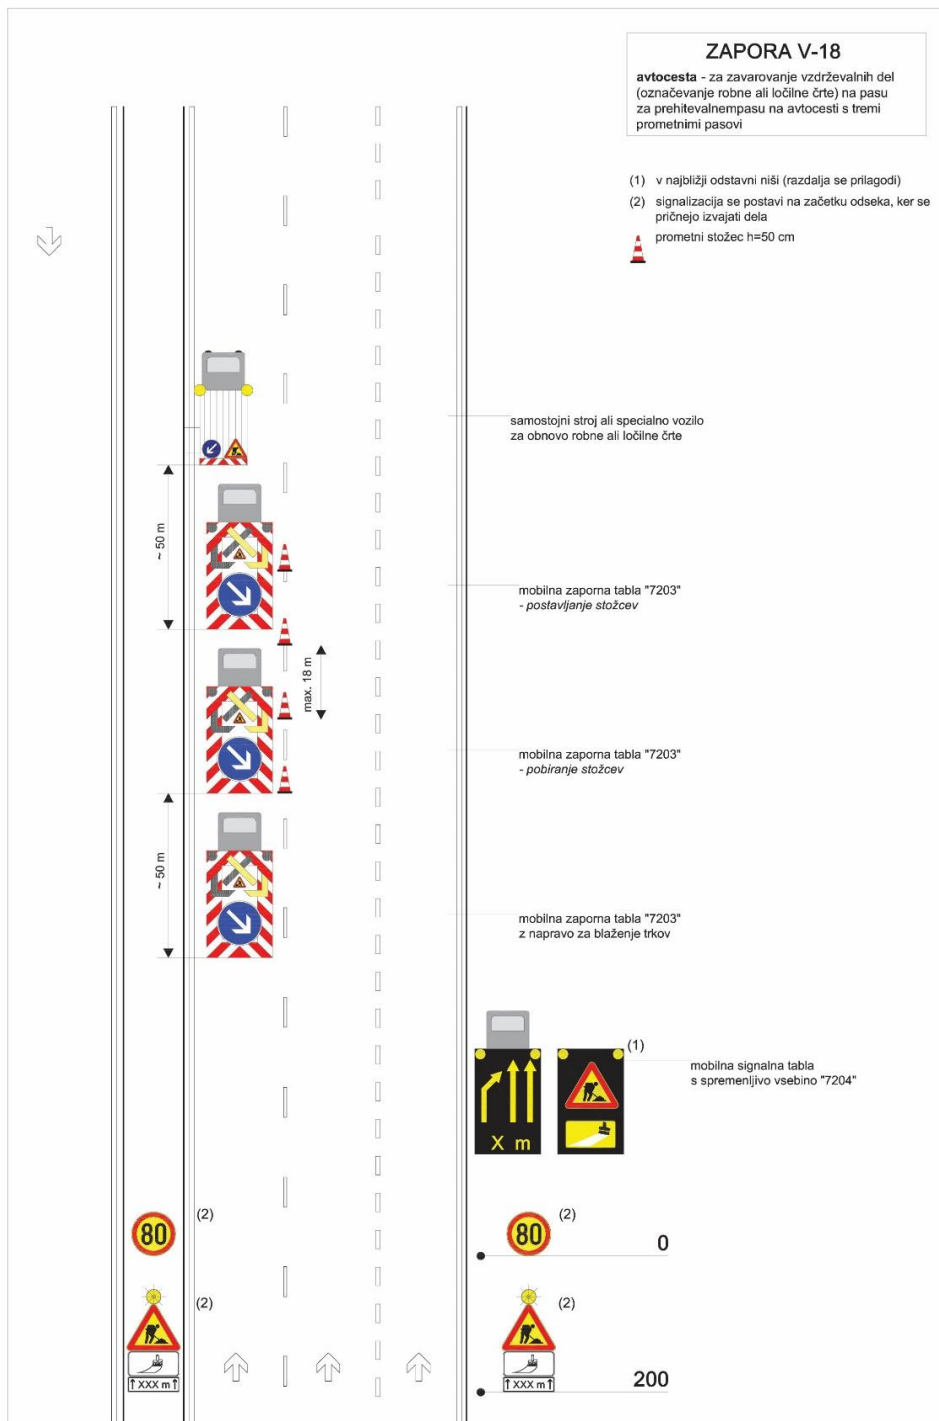 ZAPORA V-18
avtocesta - za zavarovanje vzdrževalnih del
(označevanje robne ali ločilne črte) na pasu
za prehitevalnempasu na avtocesti s tremi
prometnimi pasovi
(1) v najbližji odstavni niši (razdalja se prilagodi)
(2) signalizacija se postavi na začetku odseka, ker se
pričnejo izvajati dela
prometni stožec h=50 cm
samostojni stroj ali specialno vozilo
za obnovo robne ali ločilne črte
~ 50 m
mobilna zaporna tabla "7203"
- postavljanje stožcev
max. 18 m
mobilna zaporna tabla "7203"
- pobiranje stožcev
~ 50 m
mobilna zaporna tabla "7203"
z napravo za blaženje trkov
(1)
mobilna signalna tabla
s spremenljivo vsebino "7204"
X m
80
(2)
80
(2)
0
(2)
(2)
XXX m
XXX m
200